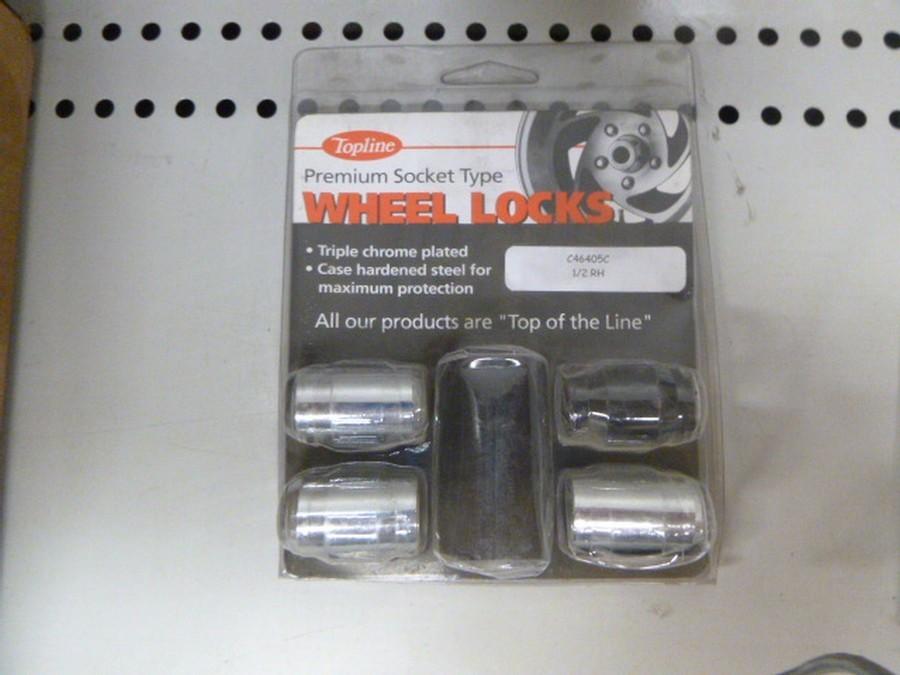 Topline
Premium Socket Type
WHEEL LOCKS
• Triple chrome plated
• Case hardened steel for
maximum protection
C46405C
1/2 RH
All our products are "Top of the Line"